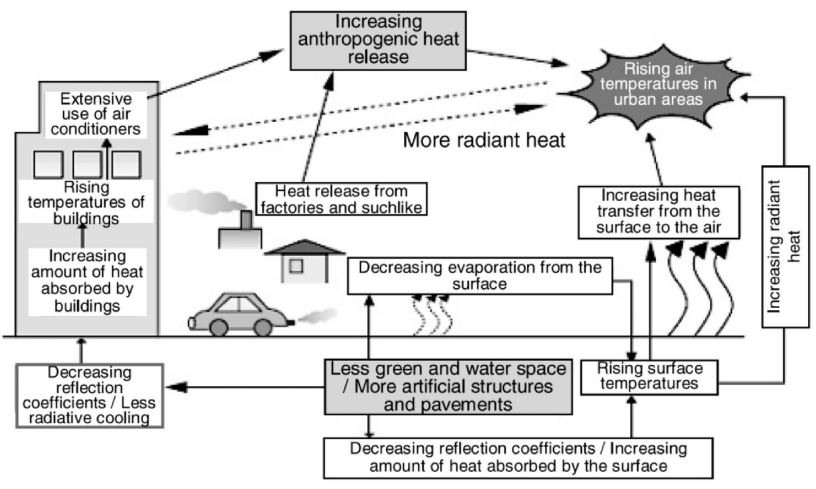 Increasing
anthropogenic heat
release
Rising air
temperatures in
urban areas
Extensive
use of air
conditioners
More radiant heat
Rising
temperatures of
buildings
Heat release from
factories and suchlike
Increasing heat
transfer from the
surface to the air
Increasing radiant
heat
Increasing
amount of heat
absorbed by
buildings
Decreasing evaporation from the
surface
Decreasing
reflection
coefficients / Less
radiative cooling
Less green and water space
/ More artificial structures
and pavements
Rising surface
temperatures
Decreasing reflection coefficients / Increasing
amount of heat absorbed by the surface